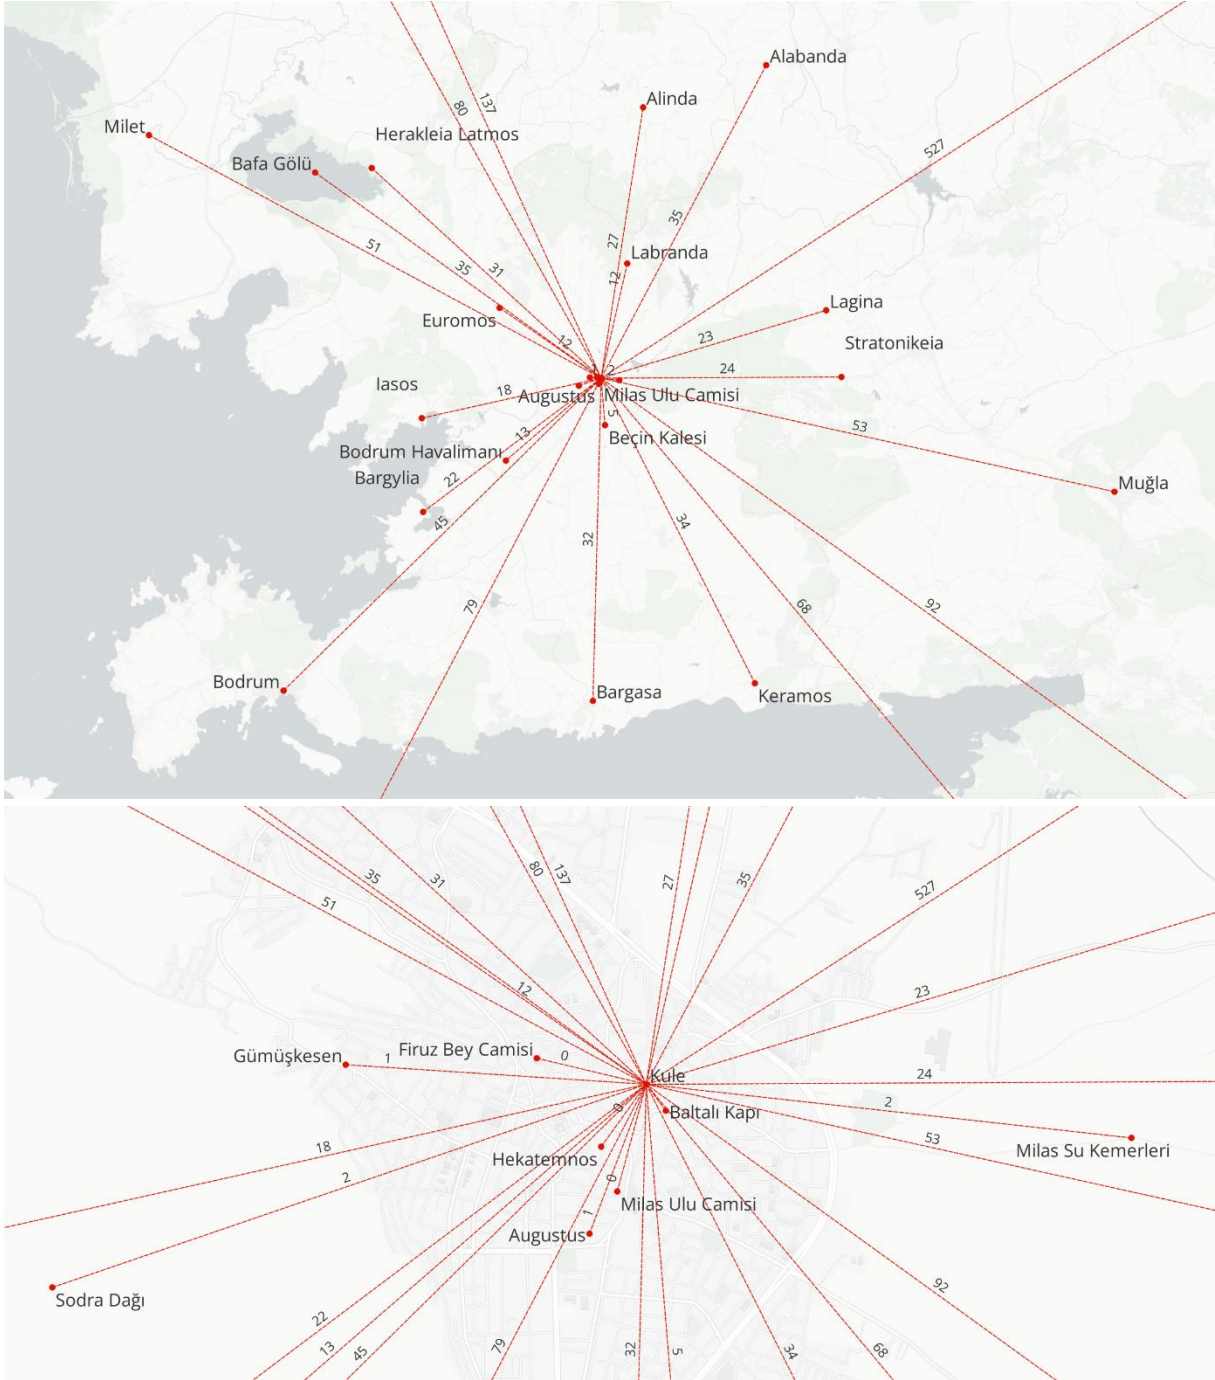 Alabanda
Alinda
80
137
Milet
Herakleia Latmos
527
Bafa Gölü
35
51
27
Labranda
35
31
12
Lagina
Euromos
23
12
Stratonikeia
1
2
24
Iasos
18
Augustus
Milas Ulu Camisi
5
53
13
Beçin Kalesi
Bodrum Havalimanı
Bargylia
22
Muğla
45
34
32
79
68
92
Bodrum
Bargasa
Keramos
35
31
80
137
27
35
527
51
12
23
Gümüşkesen
1
Firuz Bey Camisi
0
Kule
24
2
0
Baltalı Kapı
53
18
Hekatemnos
Milas Su Kemerleri
2
0
Milas Ulu Camisi
1
Augustus
92
Sodra Dağı
22
13
45
79
32
5
34
68